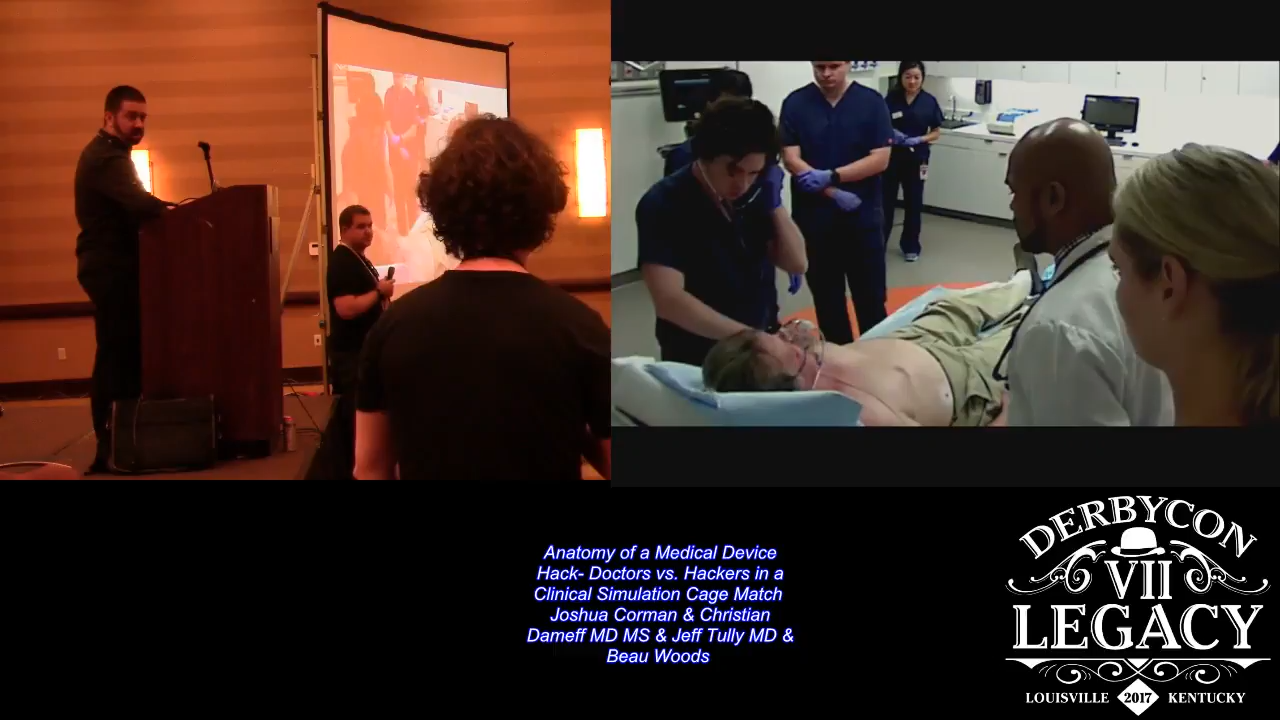 Anatomy of a Medical Device
Hack- Doctors vs. Hackers in a
Clinical Simulation Cage Match
Joshua Corman & Christian
Dameff MD MS & Jeff Tully MD &
Beau Woods
DERBYCON
VII
LEGACY
LOUISVILLE 2017 KENTUCKY